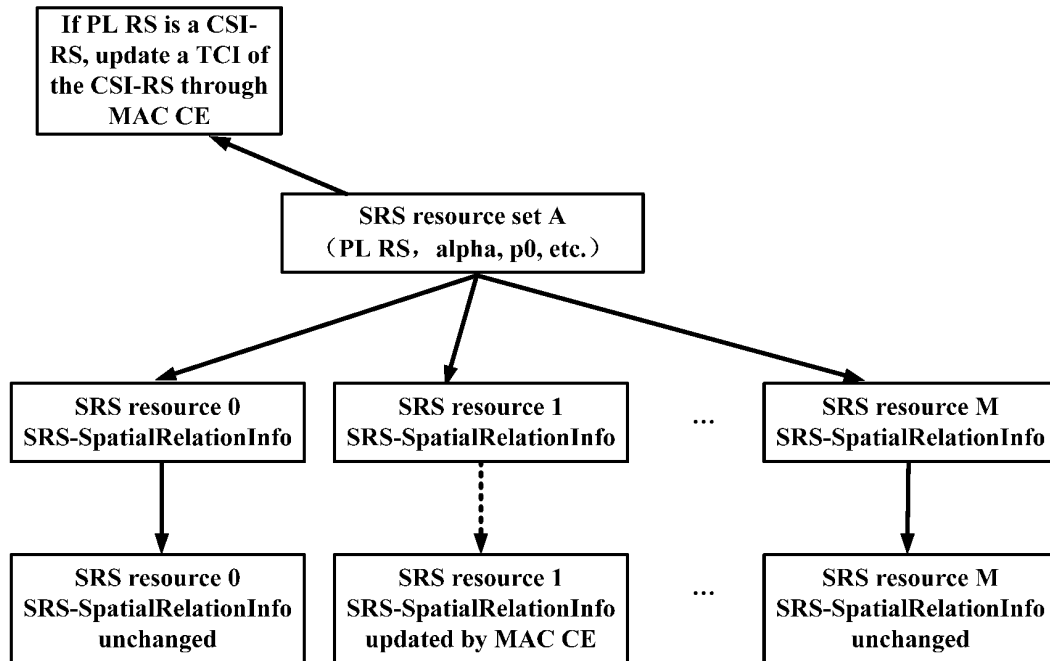 If PL RS is a CSI-
RS, update a TCI of
the CSI-RS through
MAC CE
SRS resource set A
（PL RS，alpha, p0, etc.）
SRS resource 0
SRS-SpatialRelationInfo
SRS resource 1
SRS-SpatialRelationInfo
...
SRS resource M
SRS-SpatialRelationInfo
SRS resource 0
SRS-SpatialRelationInfo
unchanged
SRS resource 1
SRS-SpatialRelationInfo
updated by MAC CE
...
SRS resource M
SRS-SpatialRelationInfo
unchanged